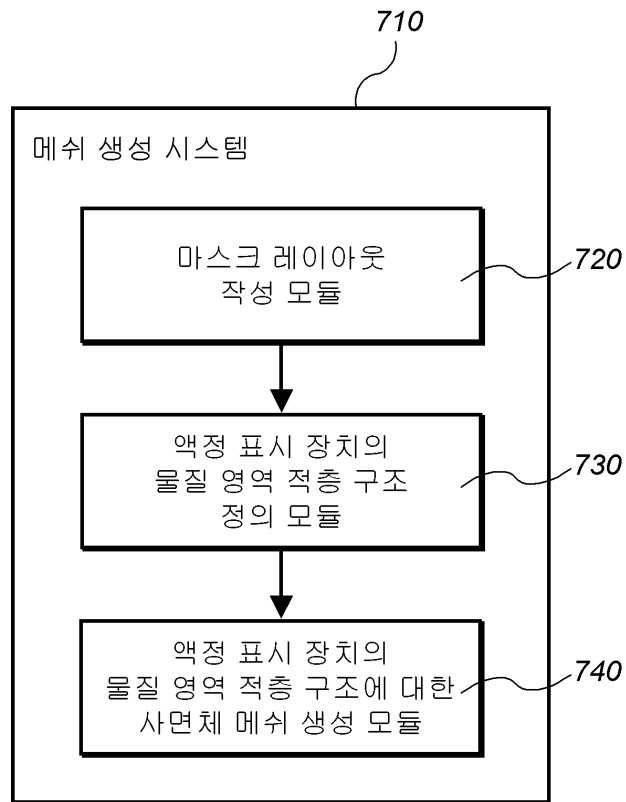 710
메쉬 생성 시스템
마스크 레이아웃
작성 모듈
720
액정 표시 장치의
물질 영역 적층 구조
정의 모듈
730
액정 표시 장치의
물질 영역 적층 구조에 대한
사면체 메쉬 생성 모듈
740